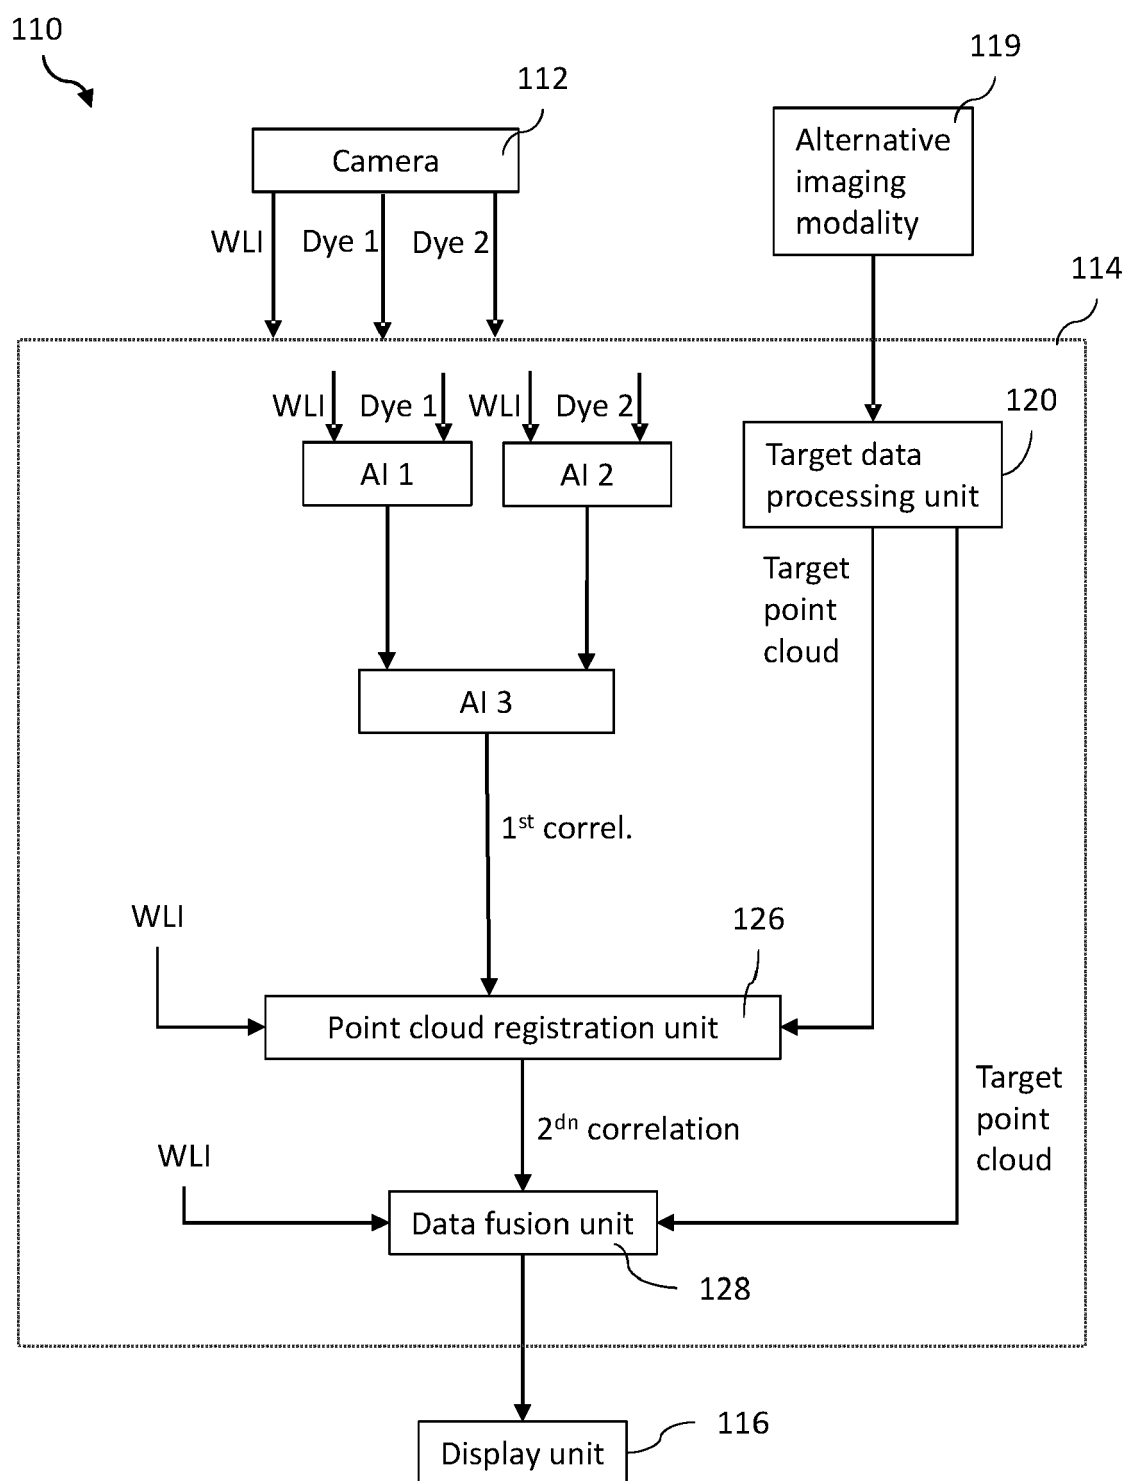 110
119
112
Camera
Alternative
imaging
modality
WLI
Dye 1
Dye 2
114
WLI
Dye 1
WLI
Dye 2
120
AI 1
AI 2
Target data
processing unit
Target
point
cloud
AI 3
1st correl.
WLI
126
Point cloud registration unit
Target
point
cloud
2dn correlation
WLI
Data fusion unit
128
116
Display unit